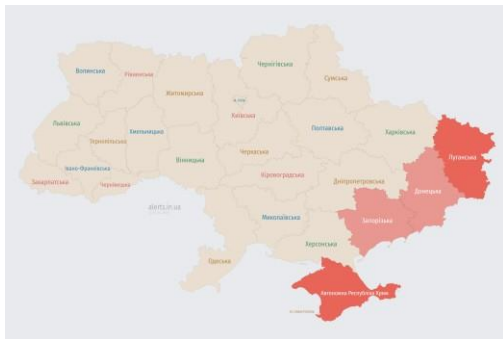 Чернігівська
Волинська
Рівненська
Сумська
Житомирська
Київська
Львівська
Тернопільська
Хмельницька
Полтавська
Харківська
Луганська
Вінницька
Черкаська
Івано-Франківська
Закарпатська
Чернівецька
Кіровоградська
Дніпропетровська
Донецька
Миколаївська
Запорізька
Херсонська
Одеська
Автономна Республіка Крим